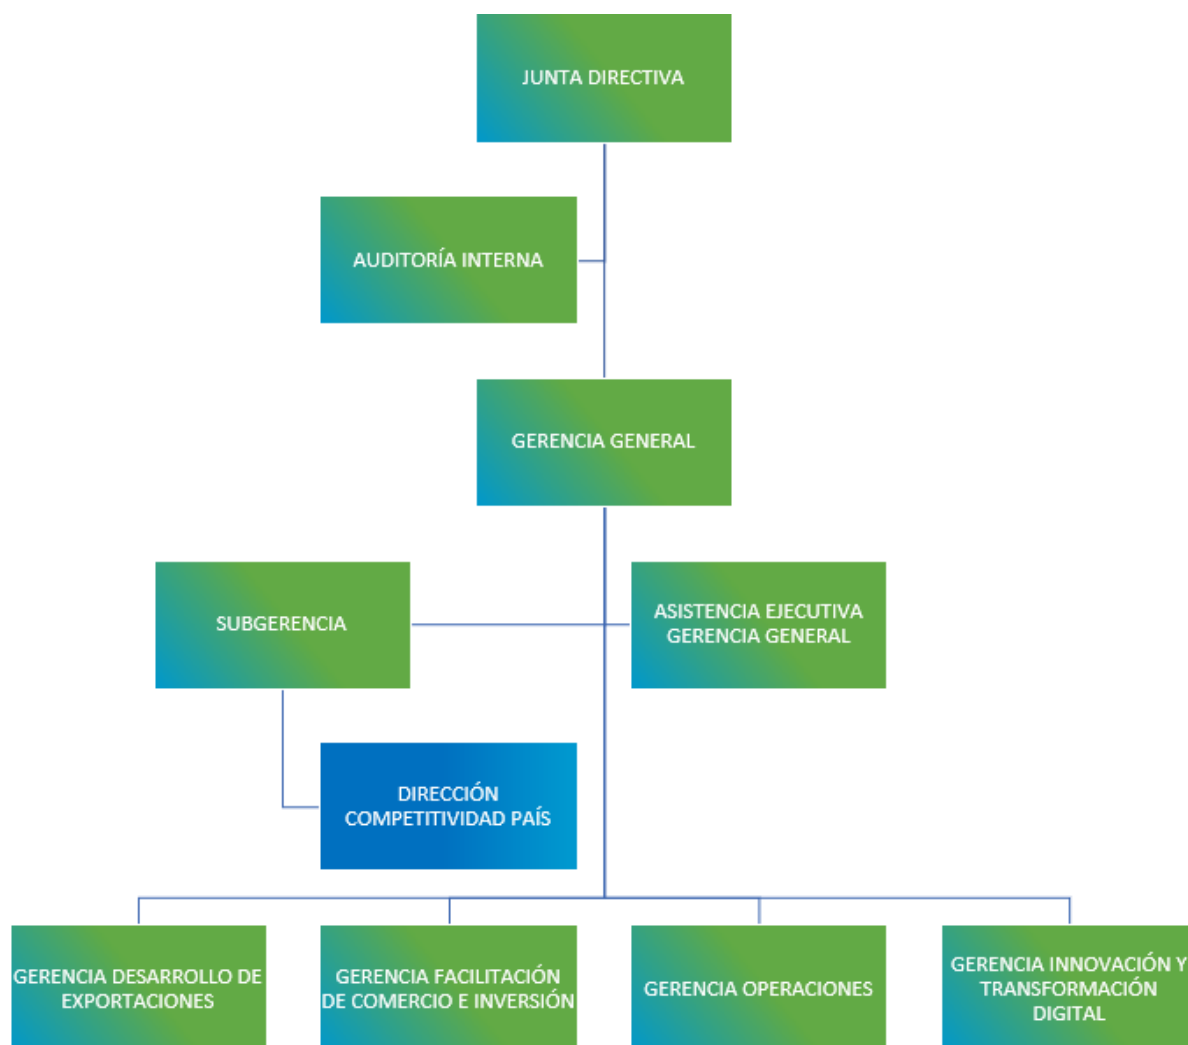 JUNTA DIRECTIVA
AUDITORÍA INTERNA
GERENCIA GENERAL
SUBGERENCIA
ASISTENCIA EJECUTIVA
GERENCIA GENERAL
DIRECCIÓN
COMPETITIVIDAD PAÍS
GERENCIA DESARROLLO DE
EXPORTACIONES
GERENCIA FACILITACIÓN
DE COMERCIO E INVERSIÓN
GERENCIA OPERACIONES
GERENCIA INNOVACIÓN Y
TRANSFORMACIÓN
DIGITAL